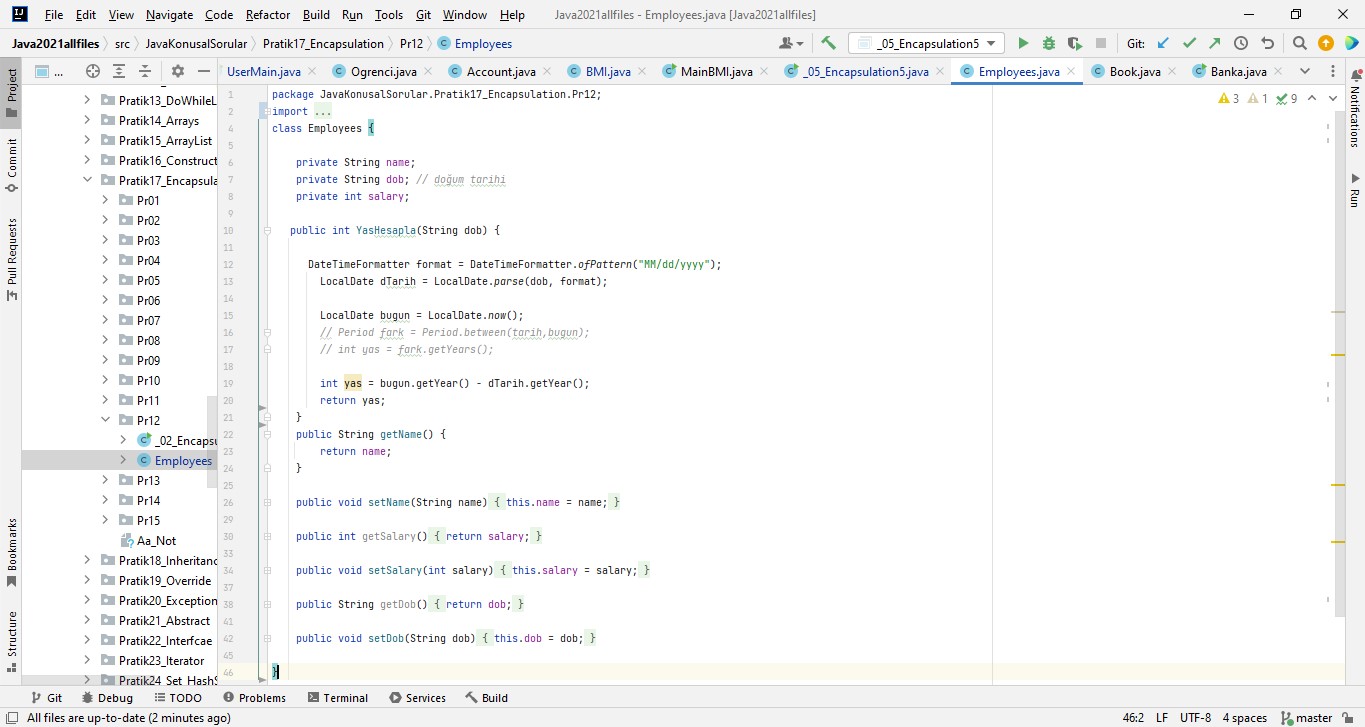 File Edit View Navigate Code Refactor Build Run Tools Git Window Help Java2021allfiles - Employees.java [Java2021allfiles]
Java2021allfiles src JavaKonusalSorular Pratik17_Encapsulation Pr12 Employees _05_Encapsulation5 Git:
... UserMain.java Ogrenci.java Account.java BMI.java MainBMI.java _05_Encapsulation5.java Employees.java Book.java Banka.java
Project
Commit
Pull Requests
Bookmarks
Structure
Pratik13_DoWhileL
Pratik14_Arrays
Pratik15_ArrayList
Pratik16_Construct
Pratik17_Encapsula
Pr01
Pr02
Pr03
Pr04
Pr05
Pr06
Pr07
Pr08
Pr09
Pr10
Pr11
Pr12
_02_Encapsu
Employees
Pr13
Pr14
Pr15
Aa_Not
Pratik18_Inheritanc
Pratik19_Override
Pratik20_Exception
Pratik21_Abstract
Pratik22_Interfcae
Pratik23_Iterator
Pratik24_Set_HashS
1 package JavaKonusalSorular.Pratik17_Encapsulation.Pr12;
2 import ...
4 class Employees {
5
6 private String name;
7 private String dob; // doğum tarihi
8 private int salary;
9
10 public int YasHesapla(String dob) {
11
12 DateTimeFormatter format = DateTimeFormatter.ofPattern("MM/dd/yyyy");
13 LocalDate dTarih = LocalDate.parse(dob, format);
14
15 LocalDate bugun = LocalDate.now();
16 // Period fark = Period.between(tarih,bugun);
17 // int yas = fark.getYears();
18
19 int yas = bugun.getYear() - dTarih.getYear();
20 return yas;
21 }
22 public String getName() {
23 return name;
24 }
25
26 public void setName(String name) { this.name = name; }
29
30 public int getSalary() { return salary; }
33
34 public void setSalary(int salary) { this.salary = salary; }
37
38 public String getDob() { return dob; }
41
42 public void setDob(String dob) { this.dob = dob; }
45
46 }
3 1 9
Notifications
Run
Git Debug TODO Problems Terminal Services Build
All files are up-to-date (2 minutes ago) 46:2 LF UTF-8 4 spaces master